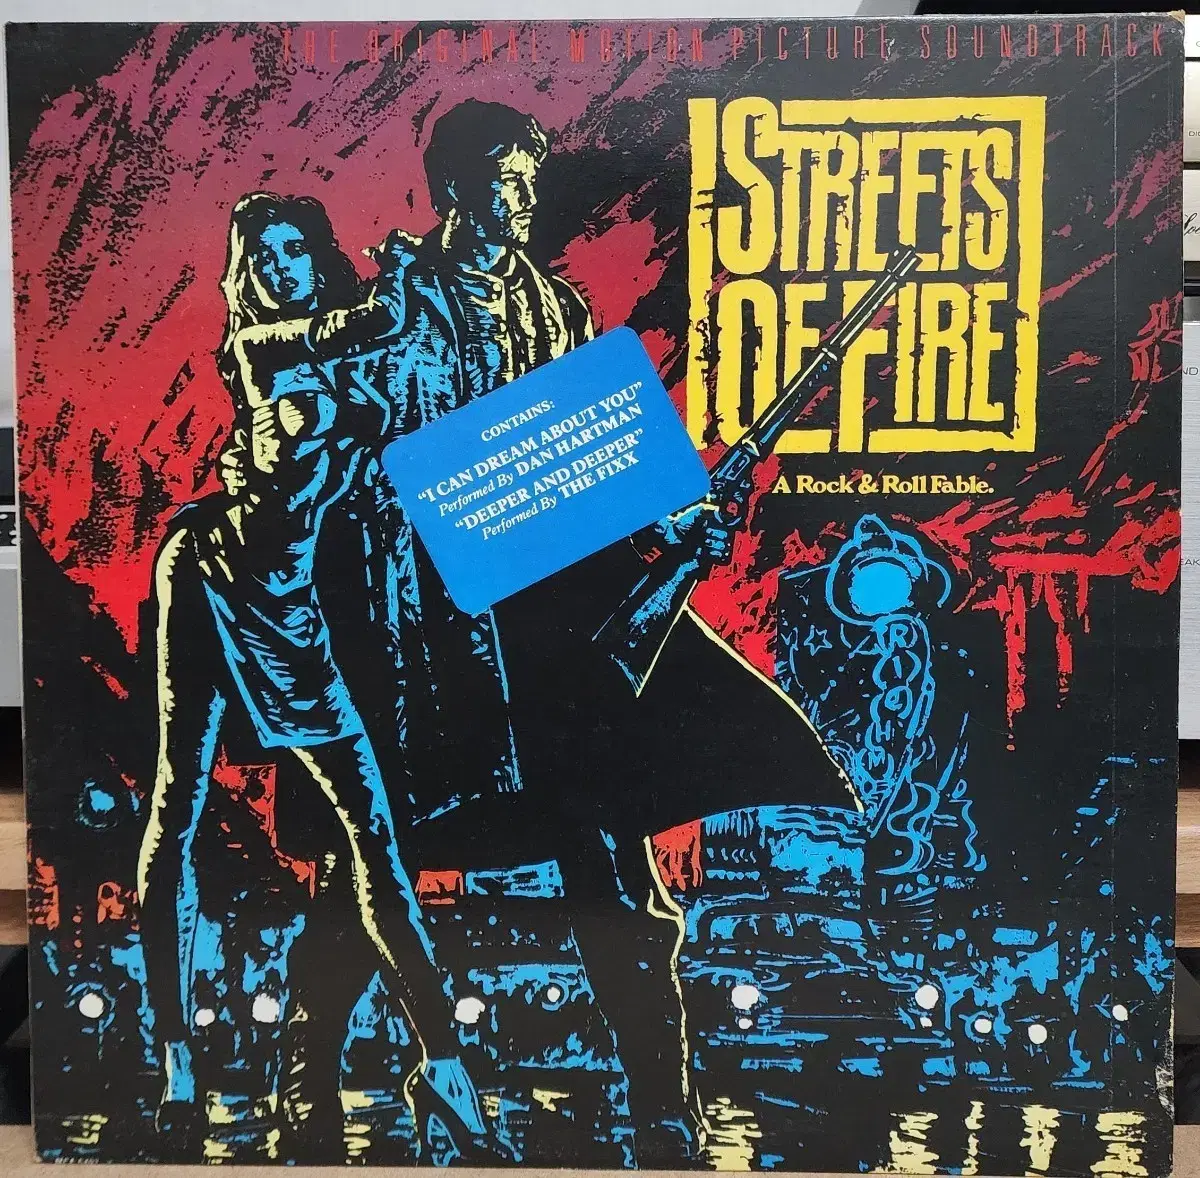 THE ORIGINAL MOTION PICTURE SOUNDTRACK
STREETS
OF FIRE
A Rock & Roll Fable.
CONTAINS:
“I CAN DREAM ABOUT YOU”
Performed By DAN HARTMAN
“DEEPER AND DEEPER”
Performed By THE FIXX
RICHM